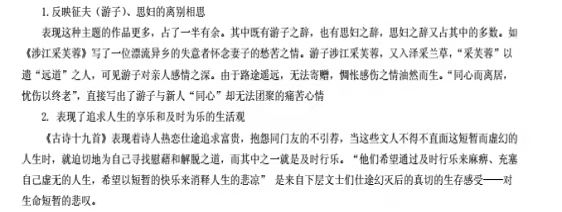 1.反映征夫（游子）、思妇的离别相思
表现这种主题的作品更多，占了一半有余。其中既有游子之辞，也有思妇之辞，思妇之辞又占其中的多数。如
《涉江采芙蓉》写了一位漂流异乡的失意者怀念妻子的愁苦之情。游子涉江采芙蓉，又入泽采兰草，“采芙蓉”以
遗“远道”之人，可见游子对亲人感情之深。由于路途遥远，无法寄赠，惆怅感伤之情油然而生。“同心而离居，
忧伤以终老”，直接写出了游子与新人“同心”却无法团聚的痛苦心情
2. 表现了追求人生的享乐和及时为乐的生活观
《古诗十九首》表现着诗人热恋仕途追求富贵，抱怨同门友的不引荐，当这些文人不得不直面这短暂而虚幻的
人生时，就迫切地为自己寻找慰藉和解脱之道，而其中之一就是及时行乐。“他们希望通过及时行乐来麻痹、充塞
自己虚无的人生，希望以短暂的快乐来消释人生的悲凉” 是来自下层文士们仕途幻灭后的真切的生存感受——对
生命短暂的悲叹。